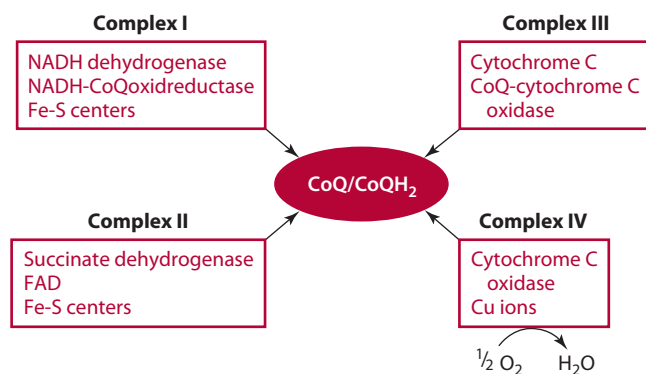 Complex I
NADH dehydrogenase
NADH-CoQoxidreductase
Fe-S centers
Complex III
Cytochrome C
CoQ-cytochrome C
oxidase
CoQ/CoQH₂
Complex II
Succinate dehydrogenase
FAD
Fe-S centers
Complex IV
Cytochrome C
oxidase
Cu ions
½ O₂
H₂O